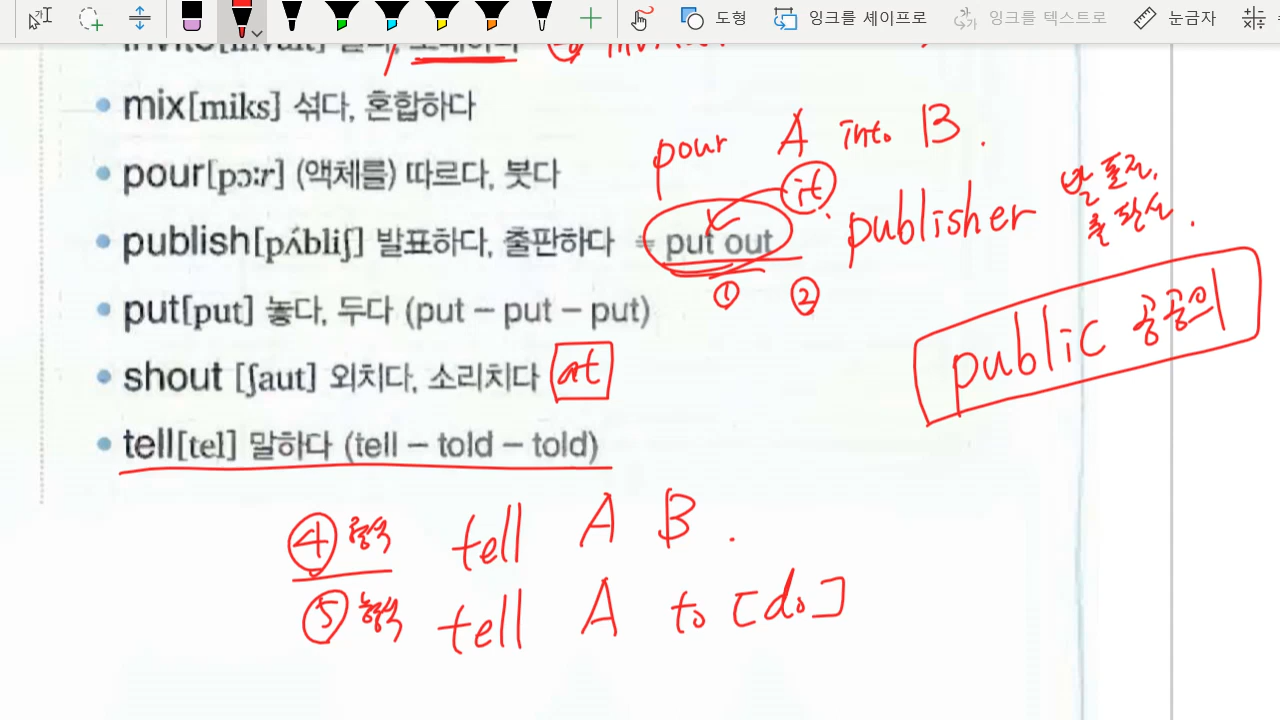 도형 잉크를 셰이프로 잉크를 텍스트로 눈금자
mix[miks] 섞다, 혼합하다
pour A into B.
pour[pɔːr] (액체를) 따르다, 붓다
it
publisher
publish[pʌ́bliʃ] 발표하다, 출판하다 = put out
① ②
put[put] 놓다, 두다 (put – put – put)
public 공공의
shout [ʃaut] 외치다, 소리치다 at
tell[tel] 말하다 (tell – told – told)
④ 형식 tell A B.
⑤ 형식 tell A to [do]